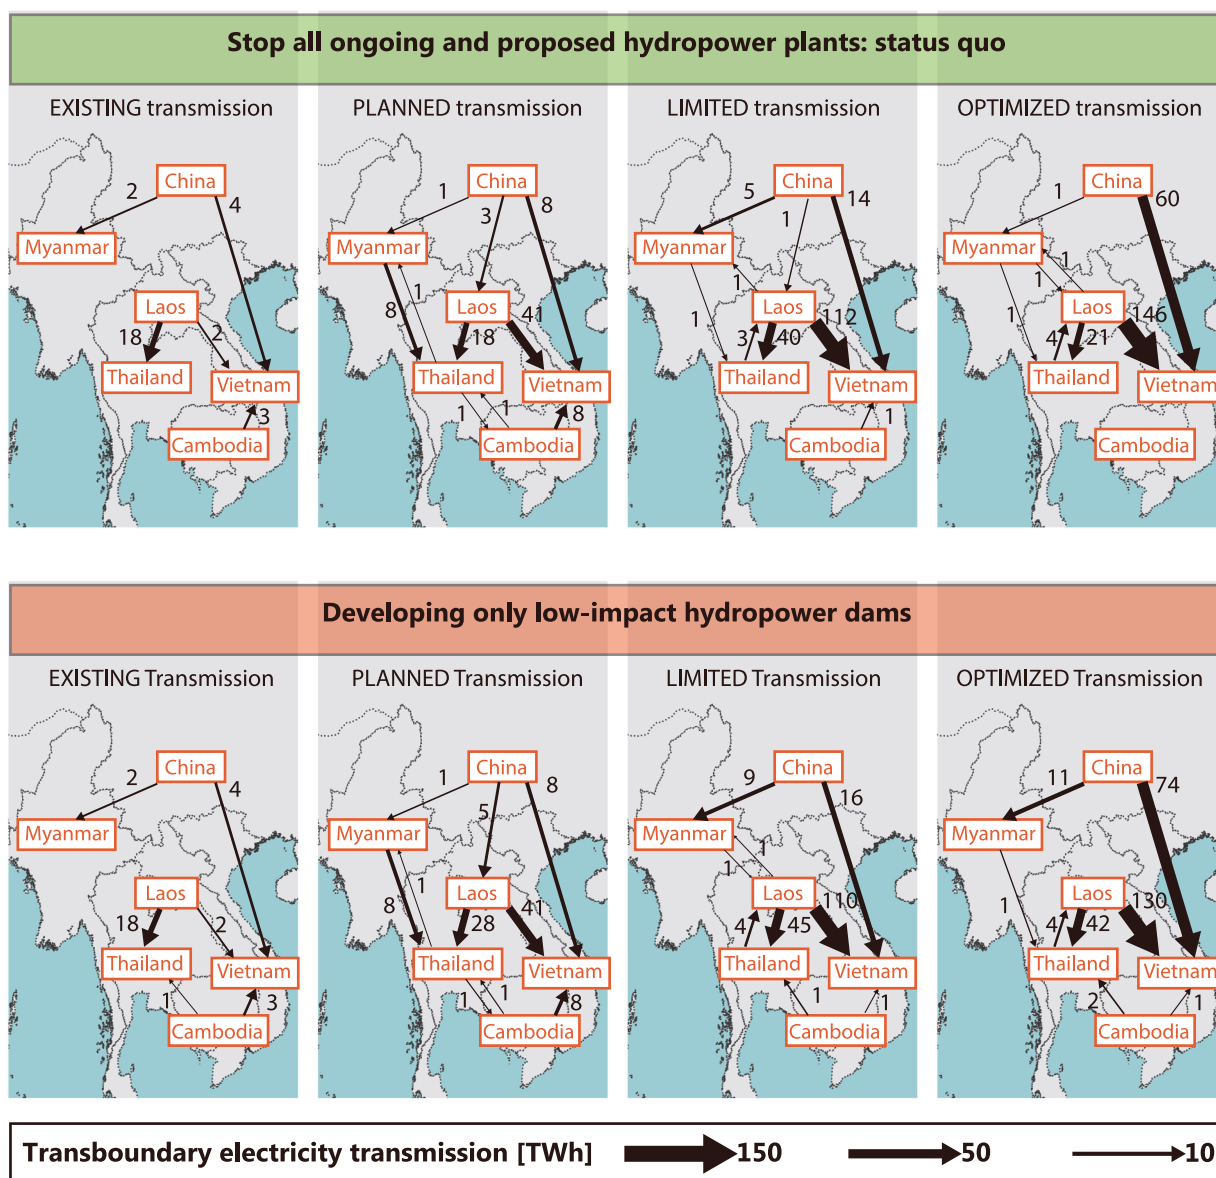 Stop all ongoing and proposed hydropower plants: status quo
EXISTING transmission
China
2
4
Myanmar
Laos
18
2
Thailand
Vietnam
3
Cambodia
PLANNED transmission
China
1
3
8
Myanmar
8
1
Laos
18
41
Thailand
Vietnam
1
1
8
Cambodia
LIMITED transmission
China
5
1
14
Myanmar
1
1
Laos
3
40
112
Thailand
Vietnam
1
Cambodia
OPTIMIZED transmission
China
1
60
Myanmar
1
1
Laos
1
4
21
146
Thailand
Vietnam
Cambodia
Developing only low-impact hydropower dams
EXISTING Transmission
China
2
4
Myanmar
Laos
18
2
Thailand
Vietnam
1
3
Cambodia
PLANNED Transmission
China
1
5
8
Myanmar
8
1
Laos
28
41
Thailand
Vietnam
1
1
8
Cambodia
LIMITED Transmission
China
9
16
Myanmar
1
1
Laos
4
45
110
Thailand
Vietnam
1
1
Cambodia
OPTIMIZED Transmission
China
11
74
Myanmar
1
Laos
4
42
130
Thailand
Vietnam
2
1
Cambodia
Transboundary electricity transmission [TWh] 150 50 10